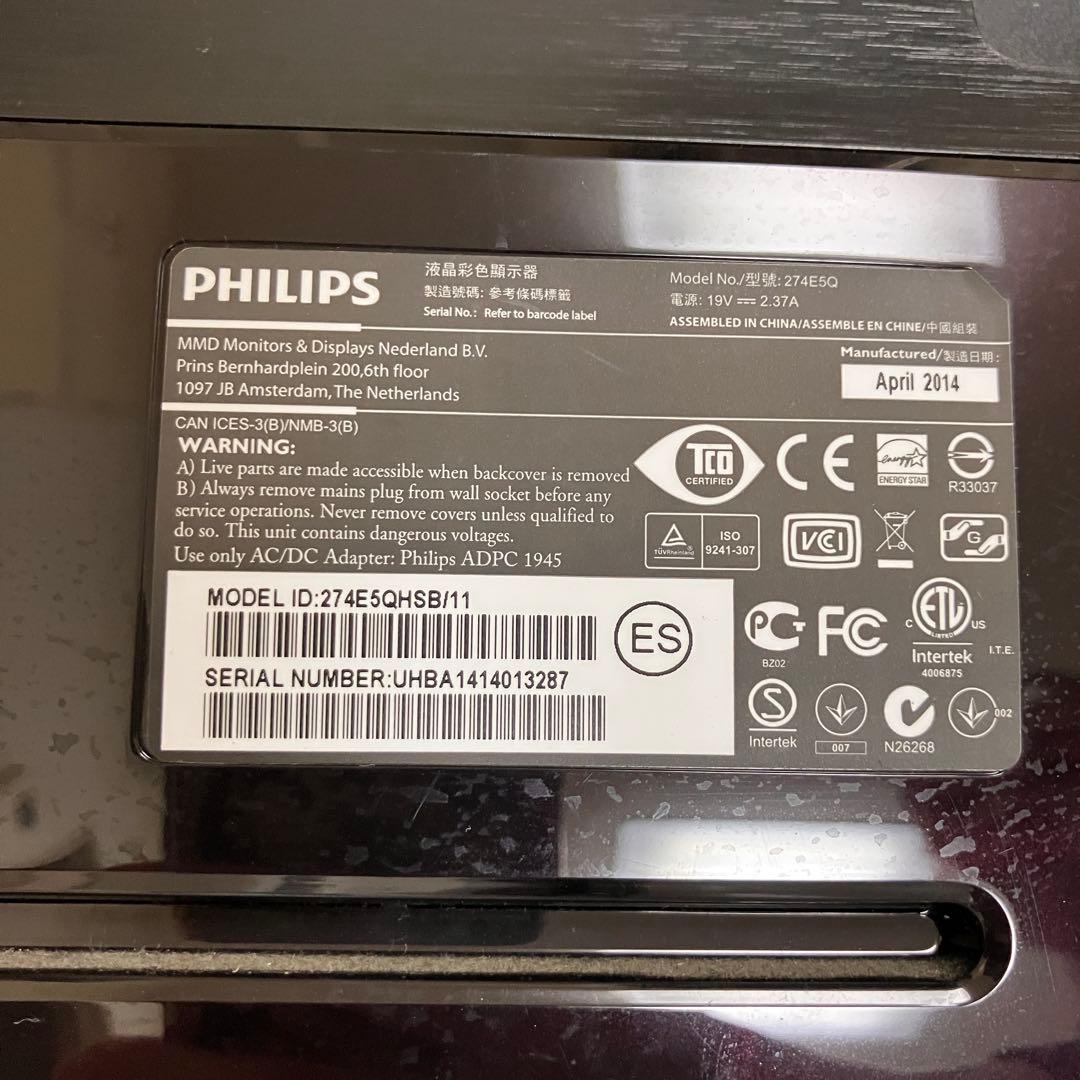 PHILIPS
液晶彩色顯示器
製造號碼: 參考條碼標籤
Serial No.: Refer to barcode label
Model No./型號: 274E5Q
電源: 19V ⎓ 2.37A
ASSEMBLED IN CHINA/ASSEMBLE EN CHINE/中國組裝
MMD Monitors & Displays Nederland B.V.
Prins Bernhardplein 200,6th floor
1097 JB Amsterdam, The Netherlands
Manufactured/製造日期:
April 2014
CAN ICES-3(B)/NMB-3(B)
WARNING:
A) Live parts are made accessible when backcover is removed
B) Always remove mains plug from wall socket before any
service operations. Never remove covers unless qualified to
do so. This unit contains dangerous voltages.
Use only AC/DC Adapter: Philips ADPC 1945
TCO
CERTIFIED
CE
energy
ENERGY STAR
R33037
TÜVRheinland
ISO
9241-307
VCCI
G
MODEL ID:274E5QHSB/11
SERIAL NUMBER:UHBA1414013287
ES
PCT
BZ02
FC
C ETL US
LISTED
Intertek
4006875
I.T.E.
S
Intertek
007
N26268
002